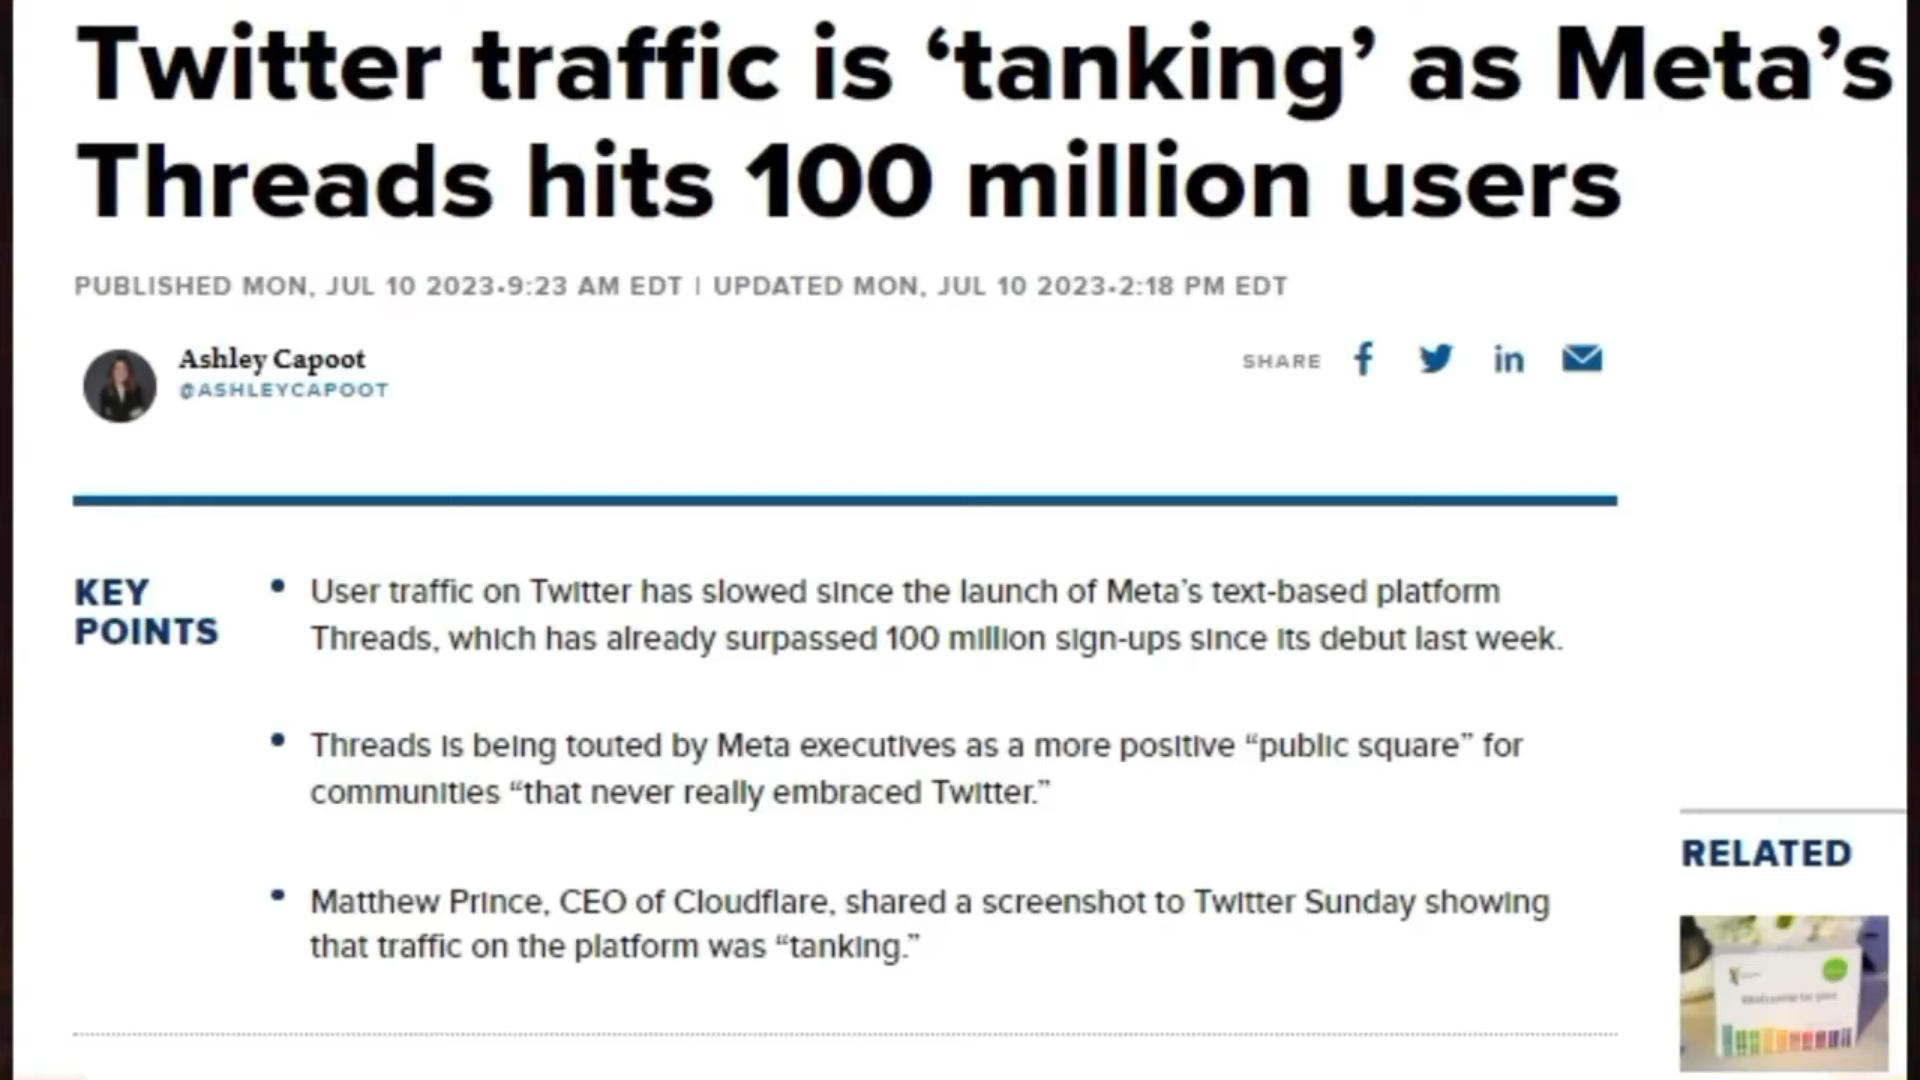 Twitter traffic is ‘tanking’ as Meta’s
Threads hits 100 million users
PUBLISHED MON, JUL 10 2023•9:23 AM EDT | UPDATED MON, JUL 10 2023•2:18 PM EDT
Ashley Capoot
@ASHLEYCAPOOT
SHARE
KEY
POINTS
• User traffic on Twitter has slowed since the launch of Meta’s text-based platform
Threads, which has already surpassed 100 million sign-ups since its debut last week.
• Threads is being touted by Meta executives as a more positive “public square” for
communities “that never really embraced Twitter.”
• Matthew Prince, CEO of Cloudflare, shared a screenshot to Twitter Sunday showing
that traffic on the platform was “tanking.”
RELATED
Welcome to you